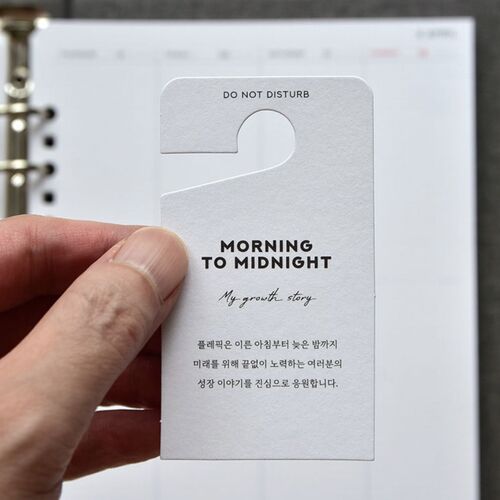 DO NOT DISTURB
MORNING
TO MIDNIGHT
My growth story
플레픽은 이른 아침부터 늦은 밤까지
미래를 위해 끝없이 노력하는 여러분의
성장 이야기를 진심으로 응원합니다.